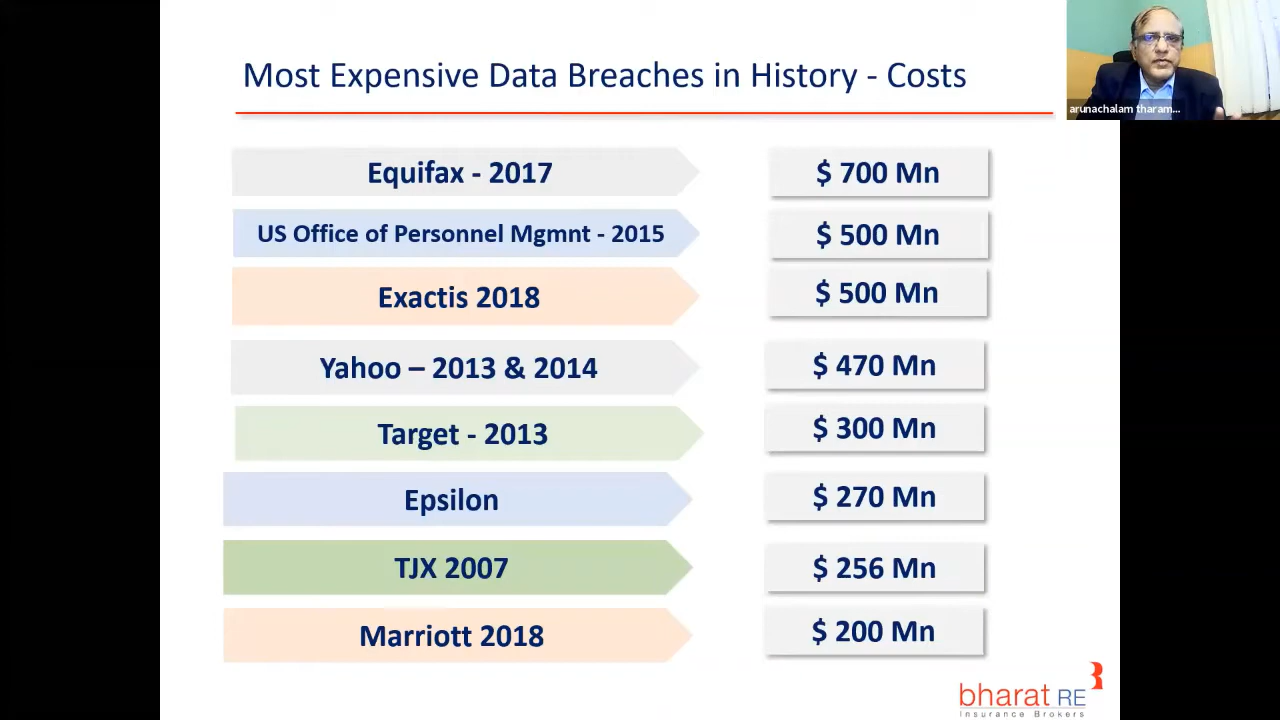 Most Expensive Data Breaches in History - Costs
arunachalam tharam...
Equifax - 2017
$ 700 Mn
US Office of Personnel Mgmnt - 2015
$ 500 Mn
Exactis 2018
$ 500 Mn
Yahoo – 2013 & 2014
$ 470 Mn
Target - 2013
$ 300 Mn
Epsilon
$ 270 Mn
TJX 2007
$ 256 Mn
Marriott 2018
$ 200 Mn
bharat RE
Insurance Brokers